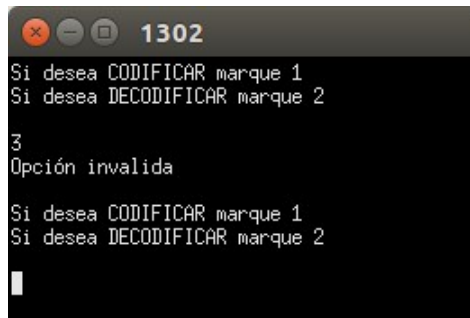 1302
Si desea CODIFICAR marque 1
Si desea DECODIFICAR marque 2
3
Opción invalida
Si desea CODIFICAR marque 1
Si desea DECODIFICAR marque 2